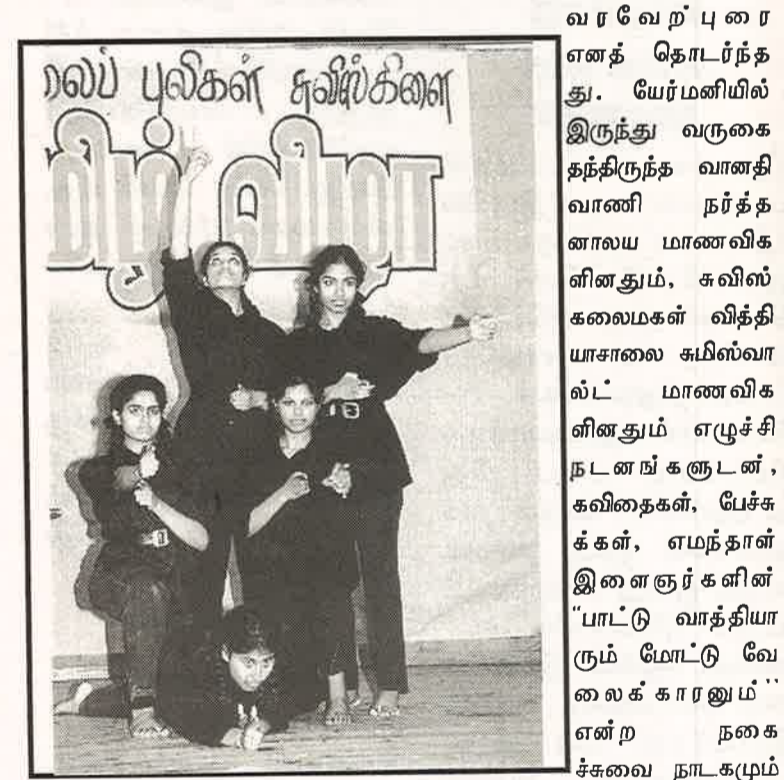 றலப் புலிகள் சுவிஸ்கிளை
மிழ் விழா
வரவேற்புரை
எனத் தொடர்ந்த
து. யேர்மனியில்
இருந்து வருகை
தந்திருந்த வானதி
வாணி நர்த்த
னாலய மாணவிக
ளினதும், சுவிஸ்
கலைமகள் வித்தி
யாசாலை சுமிஸ்வா
ல்ட் மாணவிக
ளினதும் எழுச்சி
நடனங்களுடன்,
கவிதைகள், பேச்சு
க்கள், எமந்தாள்
இளைஞர்களின்
“பாட்டு வாத்தியா
ரும் மோட்டு வே
லைக்காரனும்”
என்ற நகை
ச்சுவை நாடகமும்